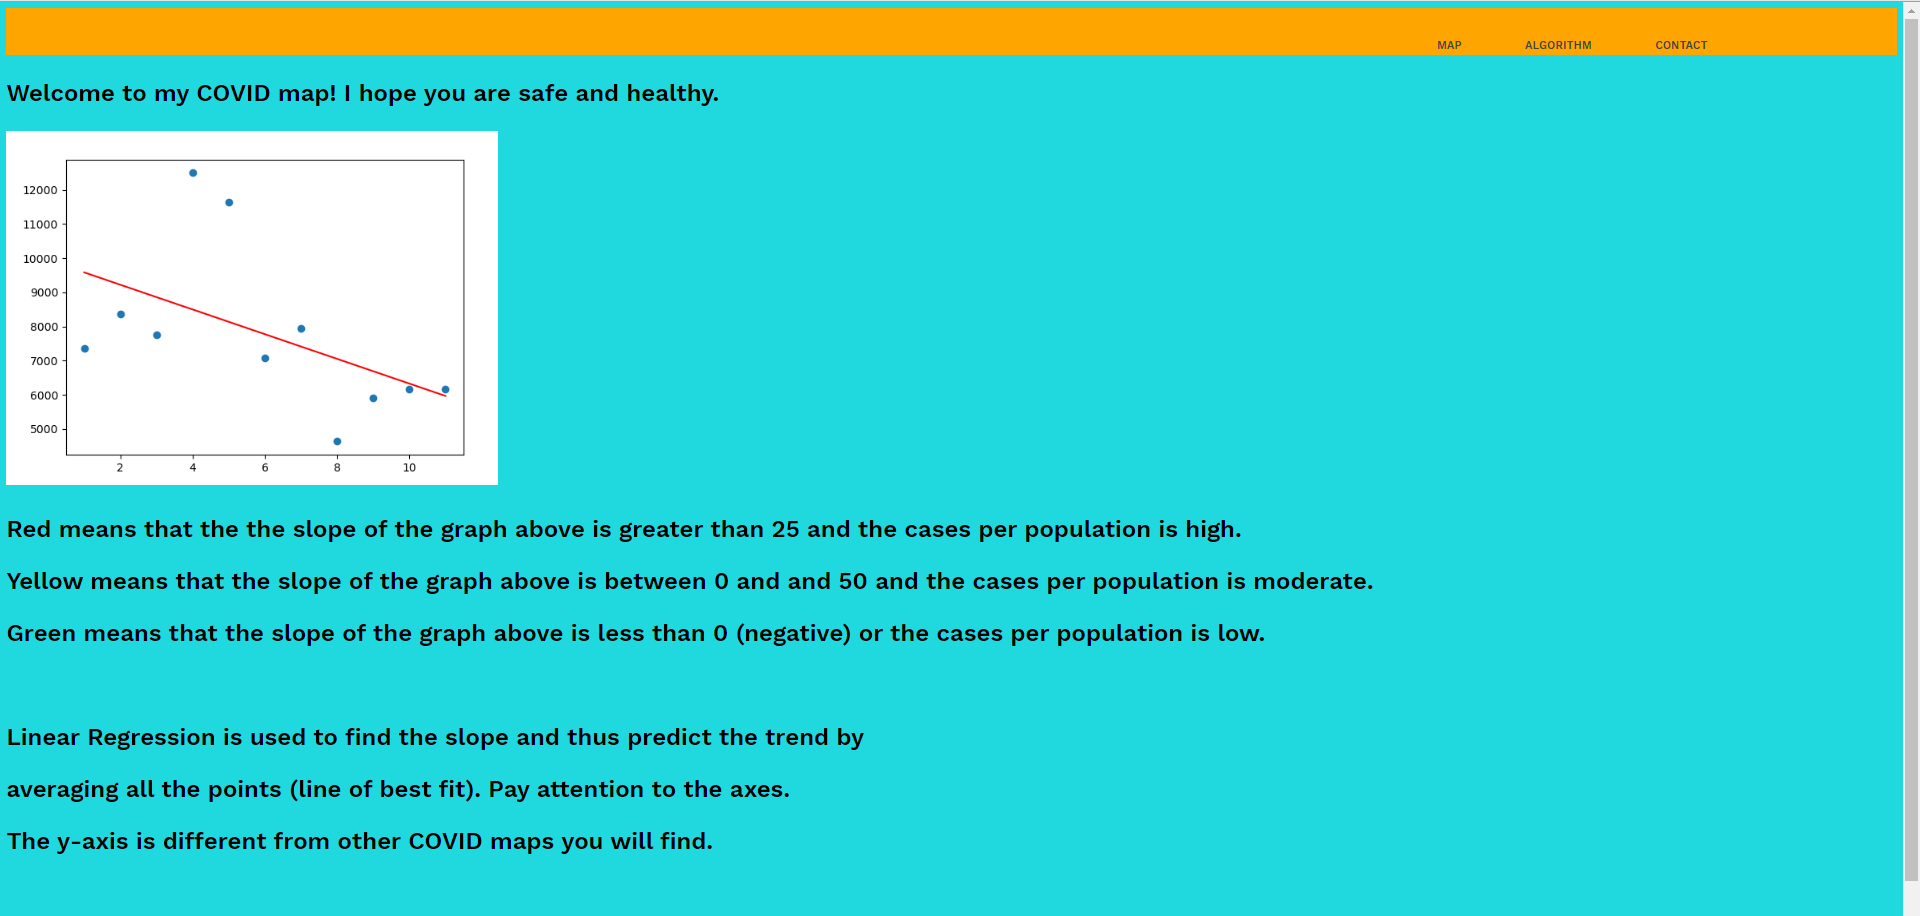 MAP ALGORITHM CONTACT
Welcome to my COVID map! I hope you are safe and healthy.
12000
11000
10000
9000
8000
7000
6000
5000
2 4 6 8 10
Red means that the the slope of the graph above is greater than 25 and the cases per population is high.
Yellow means that the slope of the graph above is between 0 and and 50 and the cases per population is moderate.
Green means that the slope of the graph above is less than 0 (negative) or the cases per population is low.
Linear Regression is used to find the slope and thus predict the trend by
averaging all the points (line of best fit). Pay attention to the axes.
The y-axis is different from other COVID maps you will find.